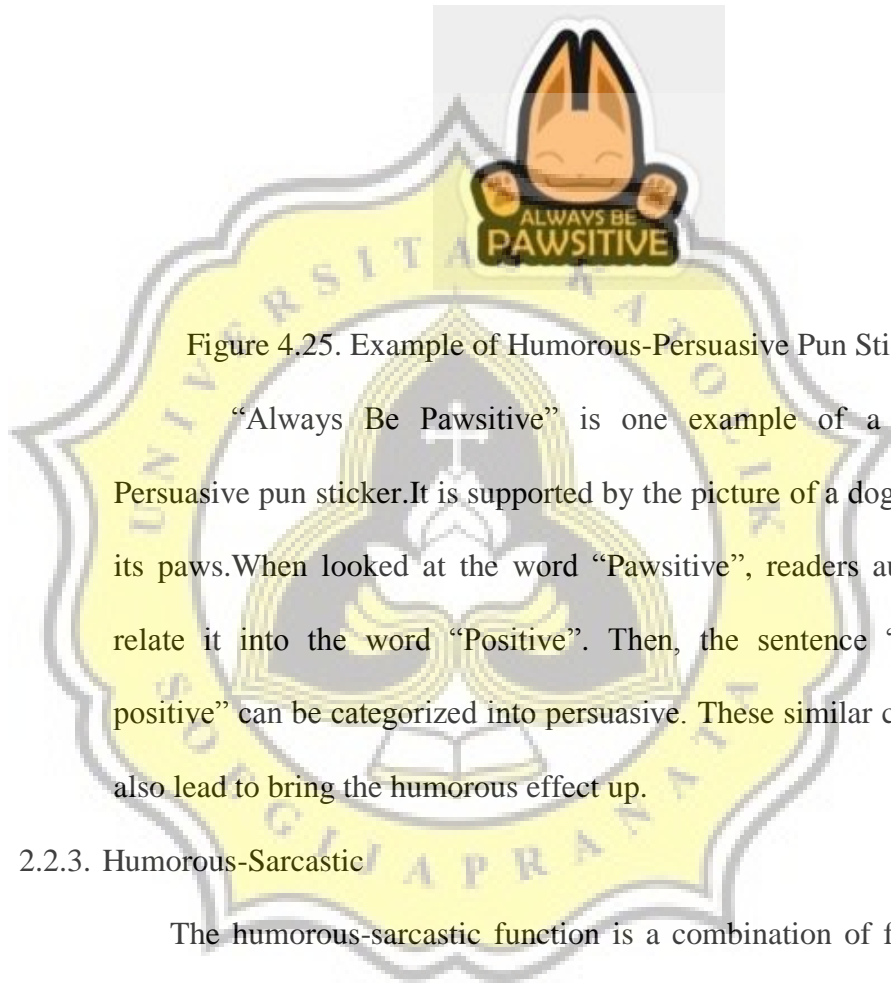 ALWAYS BE
PAWSITIVE
UNIVERSITAS KATOLIK
SOEGIJAPRANATA
Figure 4.25. Example of Humorous-Persuasive Pun Sti
“Always Be Pawsitive” is one example of a
Persuasive pun sticker.It is supported by the picture of a dog
its paws.When looked at the word “Pawsitive”, readers au
relate it into the word “Positive”. Then, the sentence “
positive” can be categorized into persuasive. These similar c
also lead to bring the humorous effect up.
2.2.3. Humorous-Sarcastic
The humorous-sarcastic function is a combination of f